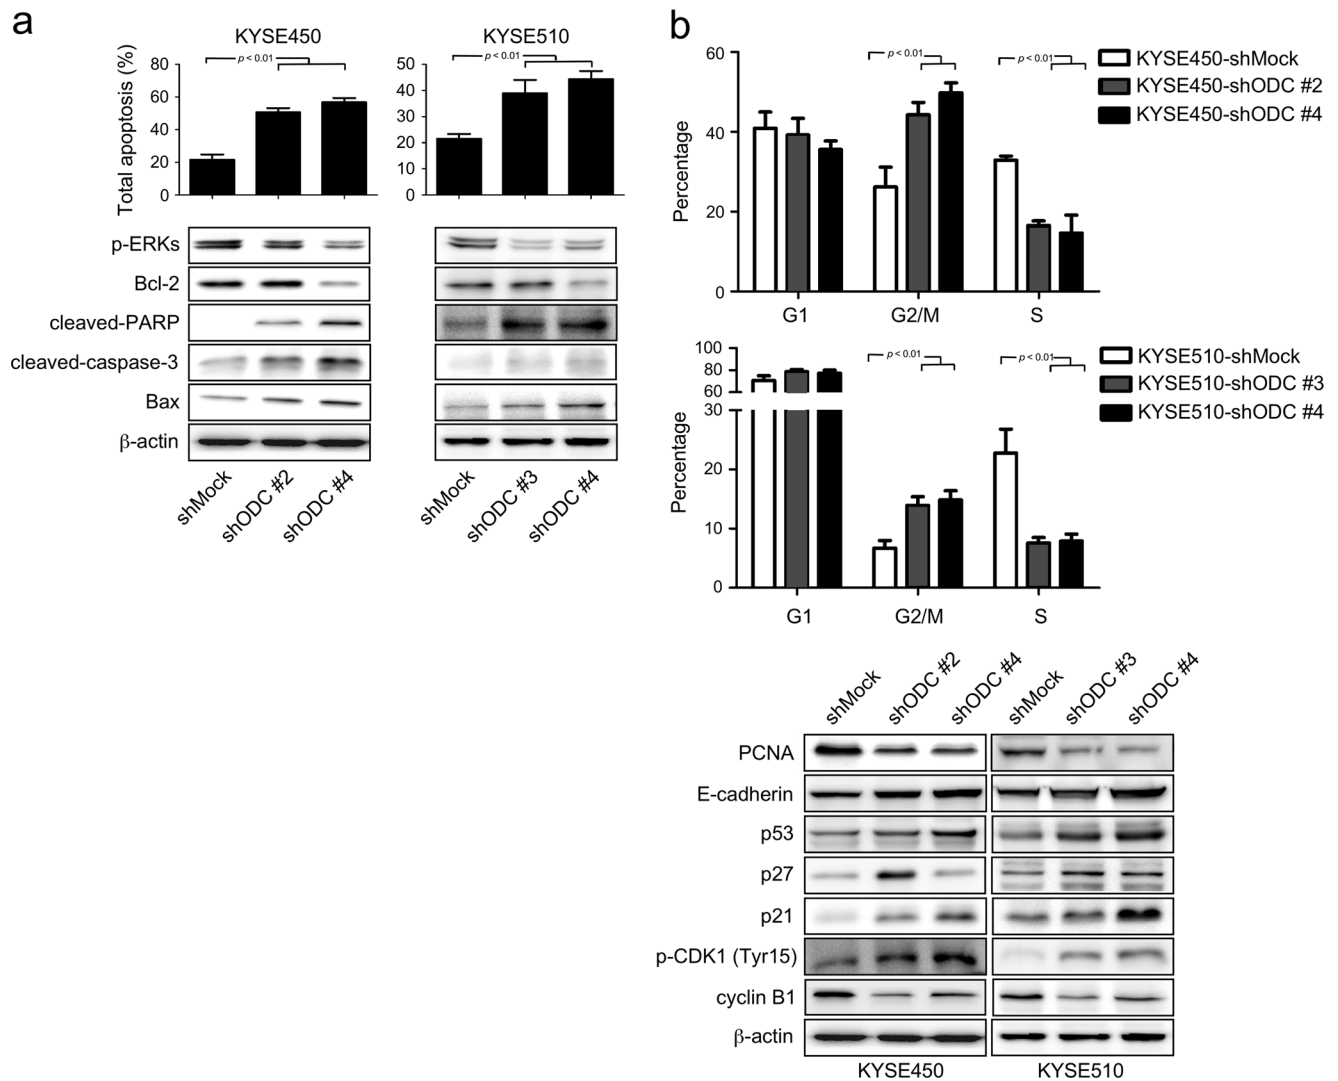 a
KYSE450
KYSE510
Total apoptosis (%)
80
60
40
20
0
p < 0.01
50
40
30
20
10
0
p < 0.01
p-ERKs
Bcl-2
cleaved-PARP
cleaved-caspase-3
Bax
β-actin
shMock
shODC #2
shODC #4
shMock
shODC #3
shODC #4
b
Percentage
60
40
20
0
p < 0.01
p < 0.01
G1
G2/M
S
KYSE450-shMock
KYSE450-shODC #2
KYSE450-shODC #4
Percentage
100
80
60
30
20
10
0
p < 0.01
p < 0.01
G1
G2/M
S
KYSE510-shMock
KYSE510-shODC #3
KYSE510-shODC #4
shMock
shODC #2
shODC #4
shMock
shODC #3
shODC #4
PCNA
E-cadherin
p53
p27
p21
p-CDK1 (Tyr15)
cyclin B1
β-actin
KYSE450
KYSE510